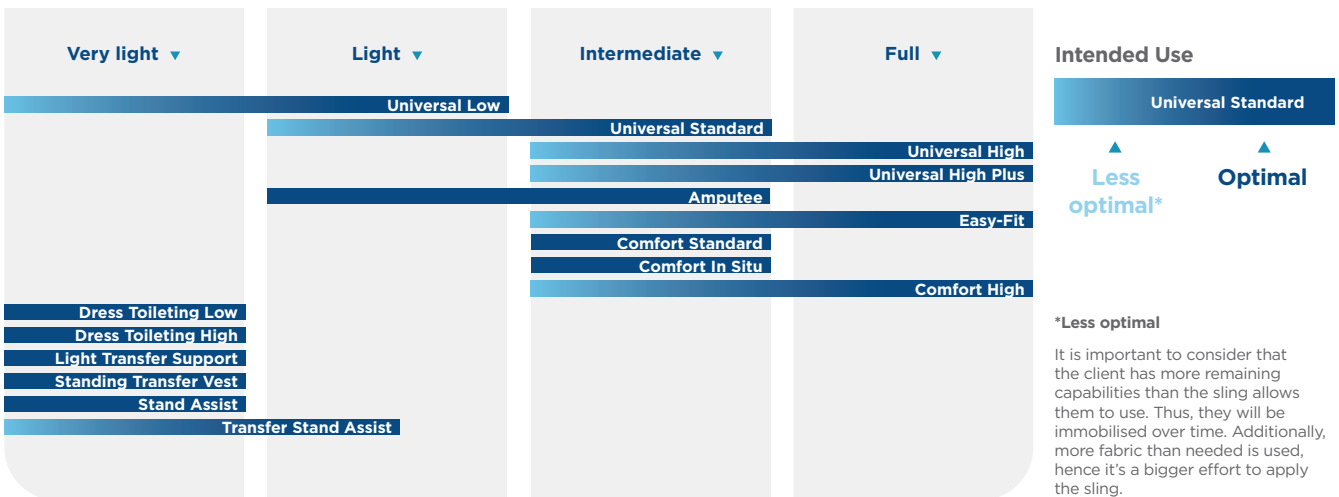 Very light
Light
Intermediate
Full
Universal Low
Universal Standard
Universal High
Universal High Plus
Amputee
Easy-Fit
Comfort Standard
Comfort In Situ
Comfort High
Dress Toileting Low
Dress Toileting High
Light Transfer Support
Standing Transfer Vest
Stand Assist
Transfer Stand Assist
Intended Use
Universal Standard
Less
optimal*
Optimal
*Less optimal
It is important to consider that
the client has more remaining
capabilities than the sling allows
them to use. Thus, they will be
immobilised over time. Additionally,
more fabric than needed is used,
hence it’s a bigger effort to apply
the sling.